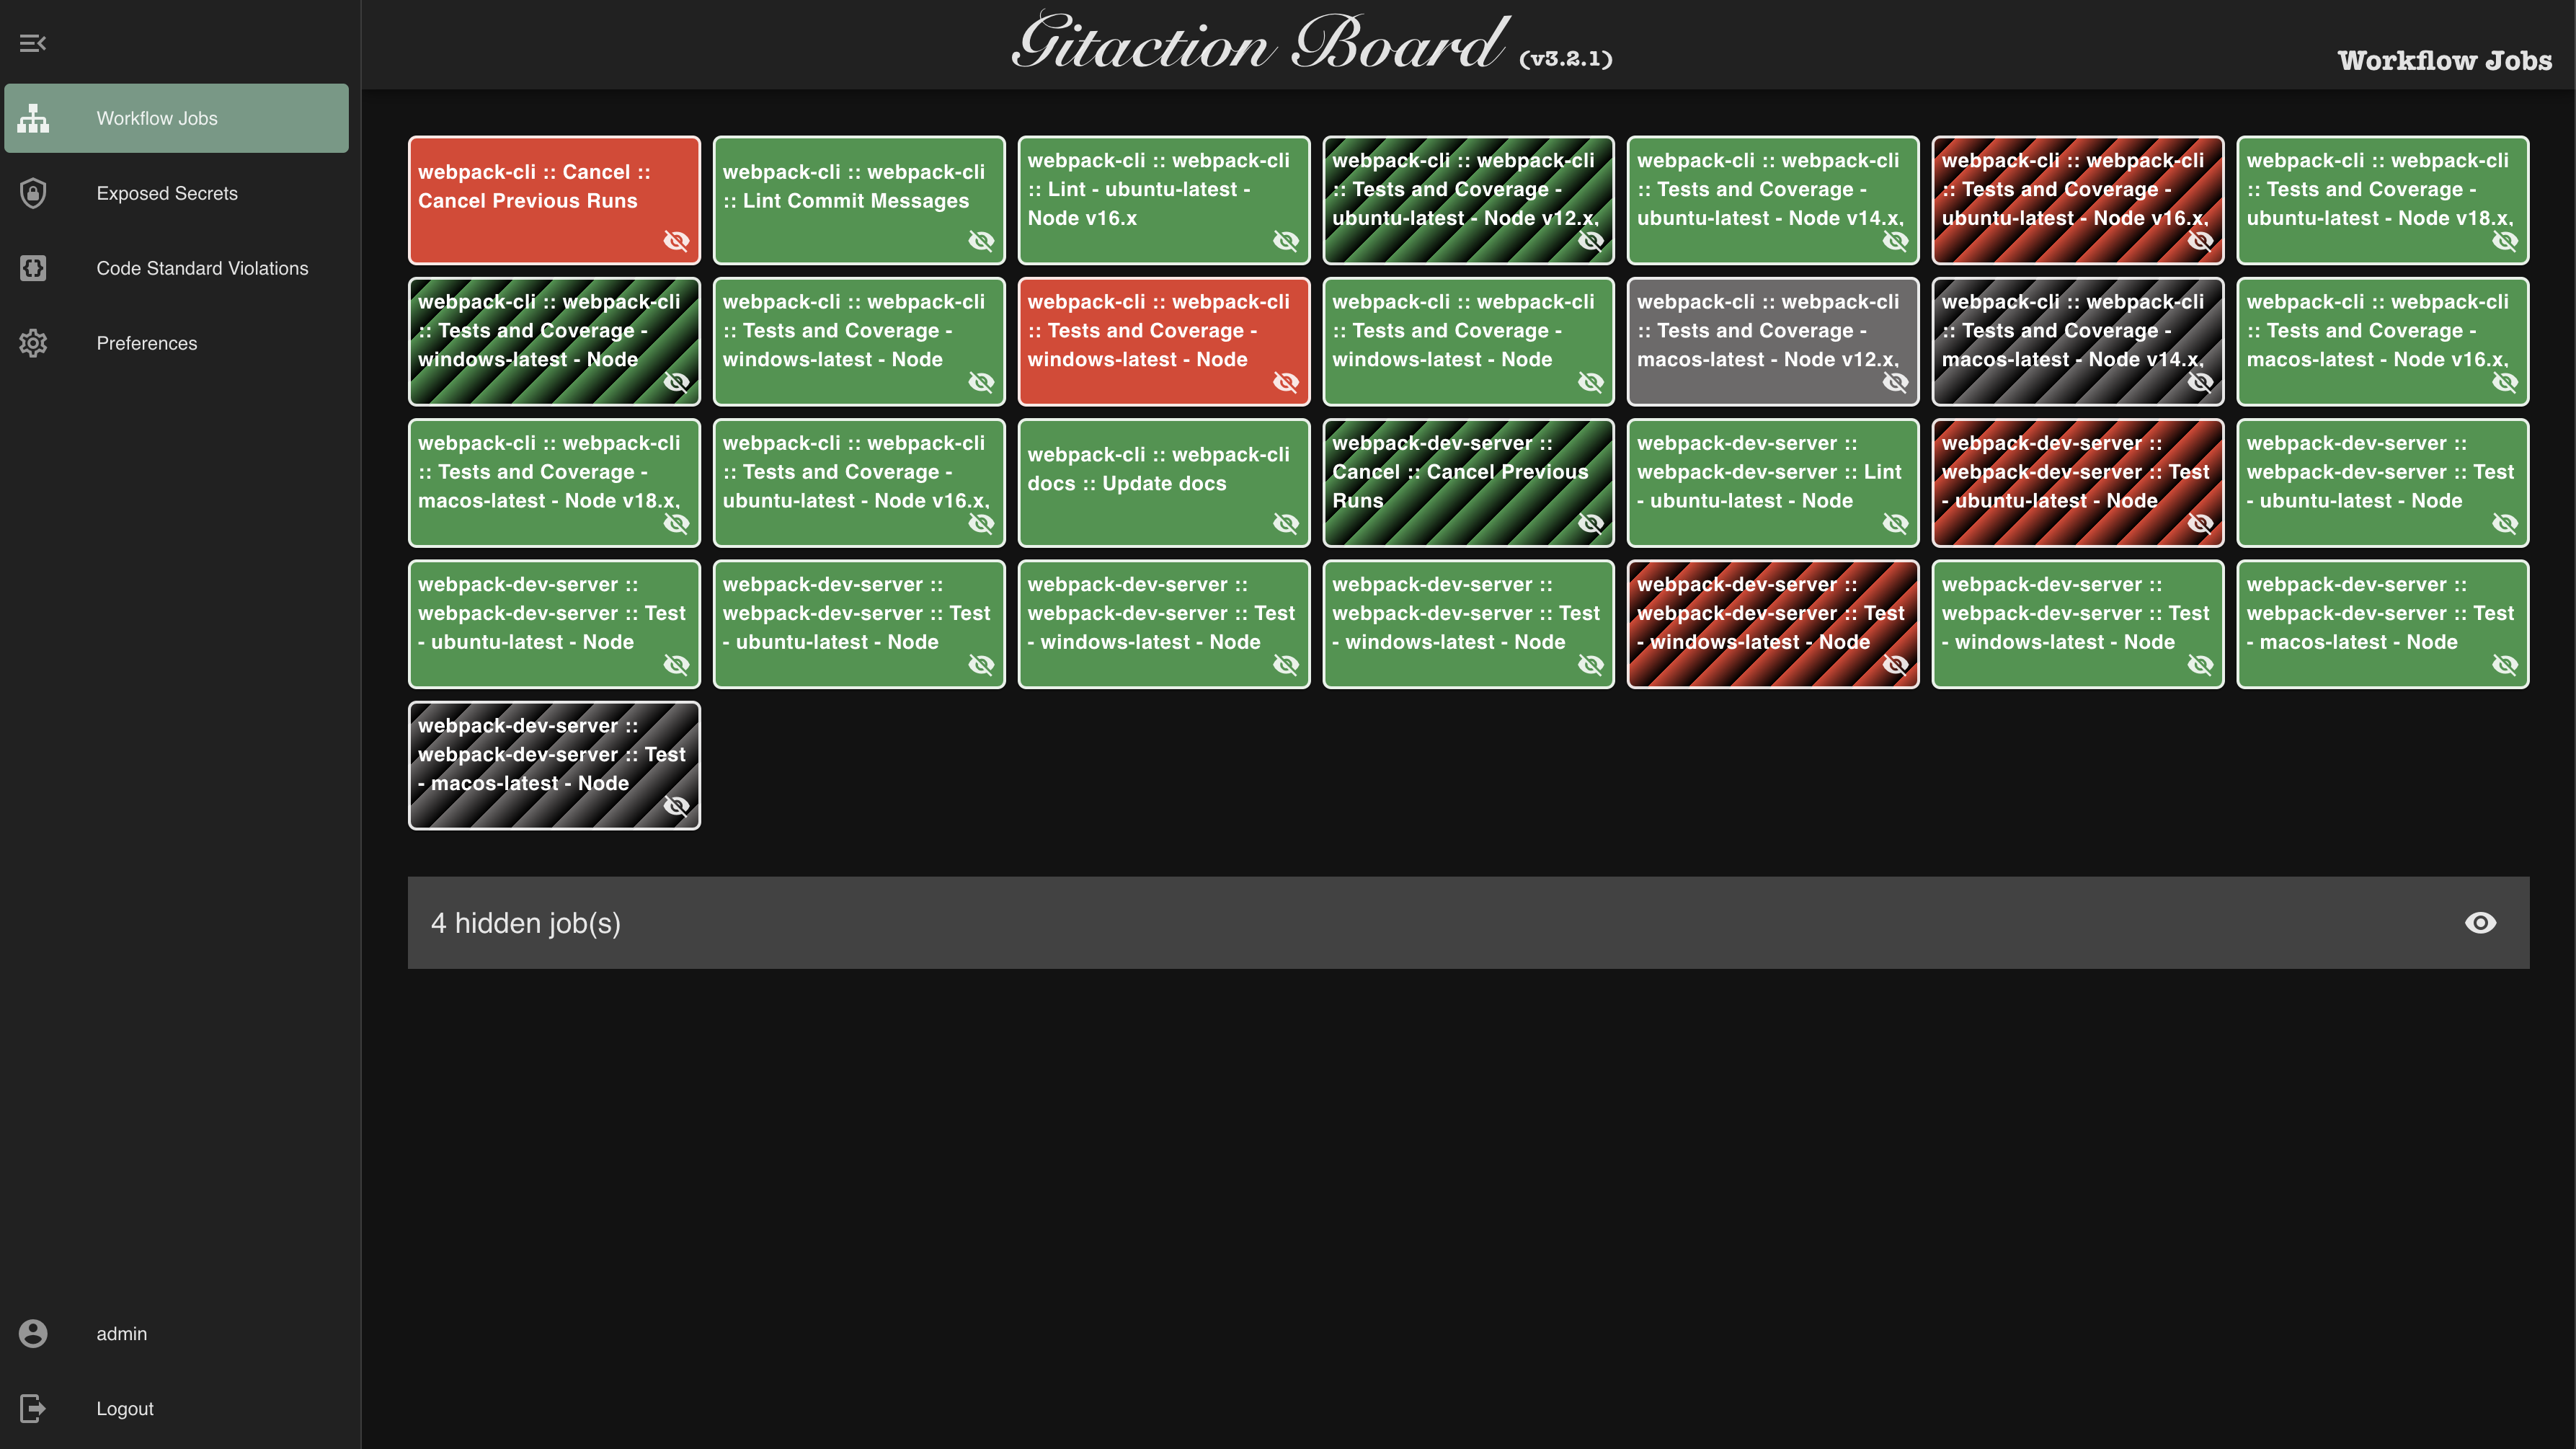 Gitaction Board (v3.2.1)
Workflow Jobs
Workflow Jobs
Exposed Secrets
Code Standard Violations
Preferences
admin
Logout
webpack-cli :: Cancel ::
Cancel Previous Runs
webpack-cli :: webpack-cli
:: Lint Commit Messages
webpack-cli :: webpack-cli
:: Lint - ubuntu-latest -
Node v16.x
webpack-cli :: webpack-cli
:: Tests and Coverage -
ubuntu-latest - Node v12.x,
webpack-cli :: webpack-cli
:: Tests and Coverage -
ubuntu-latest - Node v14.x,
webpack-cli :: webpack-cli
:: Tests and Coverage -
ubuntu-latest - Node v16.x,
webpack-cli :: webpack-cli
:: Tests and Coverage -
ubuntu-latest - Node v18.x,
webpack-cli :: webpack-cli
:: Tests and Coverage -
windows-latest - Node
webpack-cli :: webpack-cli
:: Tests and Coverage -
windows-latest - Node
webpack-cli :: webpack-cli
:: Tests and Coverage -
windows-latest - Node
webpack-cli :: webpack-cli
:: Tests and Coverage -
windows-latest - Node
webpack-cli :: webpack-cli
:: Tests and Coverage -
macos-latest - Node v12.x,
webpack-cli :: webpack-cli
:: Tests and Coverage -
macos-latest - Node v14.x,
webpack-cli :: webpack-cli
:: Tests and Coverage -
macos-latest - Node v16.x,
webpack-cli :: webpack-cli
:: Tests and Coverage -
macos-latest - Node v18.x,
webpack-cli :: webpack-cli
:: Tests and Coverage -
ubuntu-latest - Node v16.x,
webpack-cli :: webpack-cli
docs :: Update docs
webpack-dev-server ::
Cancel :: Cancel Previous
Runs
webpack-dev-server ::
webpack-dev-server :: Lint
- ubuntu-latest - Node
webpack-dev-server ::
webpack-dev-server :: Test
- ubuntu-latest - Node
webpack-dev-server ::
webpack-dev-server :: Test
- ubuntu-latest - Node
webpack-dev-server ::
webpack-dev-server :: Test
- ubuntu-latest - Node
webpack-dev-server ::
webpack-dev-server :: Test
- ubuntu-latest - Node
webpack-dev-server ::
webpack-dev-server :: Test
- windows-latest - Node
webpack-dev-server ::
webpack-dev-server :: Test
- windows-latest - Node
webpack-dev-server ::
webpack-dev-server :: Test
- windows-latest - Node
webpack-dev-server ::
webpack-dev-server :: Test
- windows-latest - Node
webpack-dev-server ::
webpack-dev-server :: Test
- macos-latest - Node
webpack-dev-server ::
webpack-dev-server :: Test
- macos-latest - Node
4 hidden job(s)